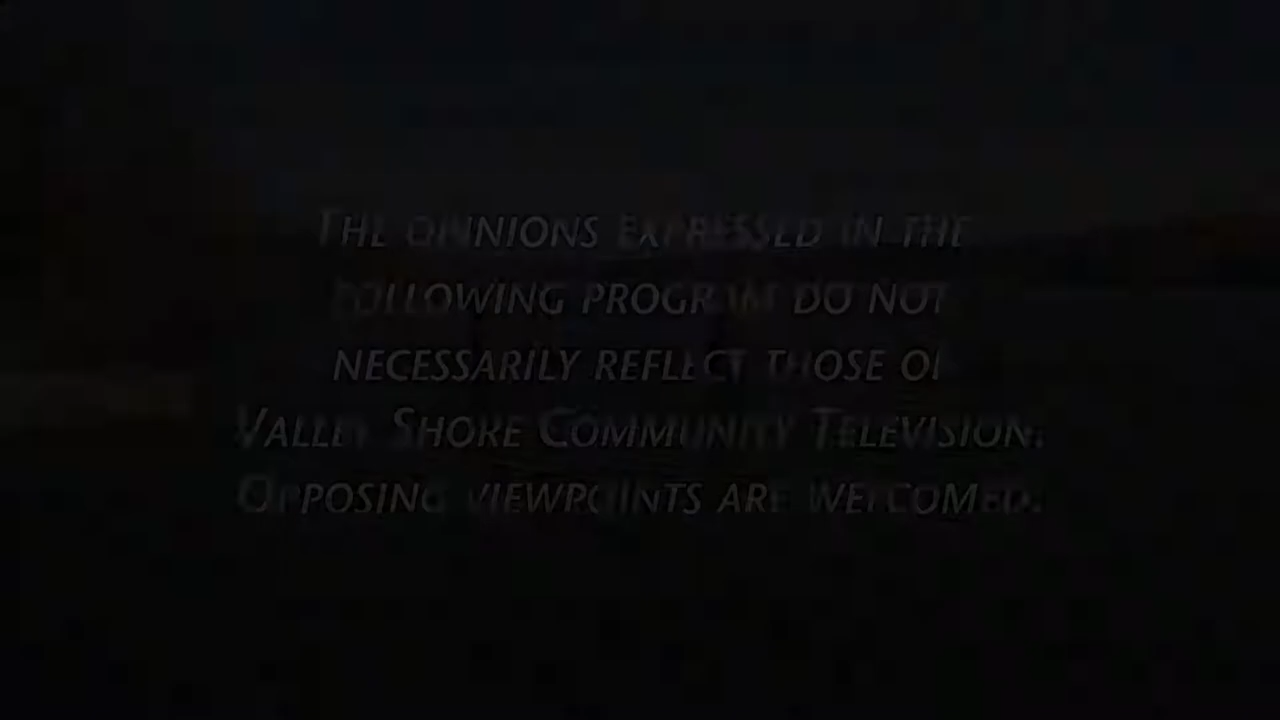 The opinions expressed in the
following program do not
necessarily reflect those of
Valley Shore Community Television.
Opposing viewpoints are welcomed.